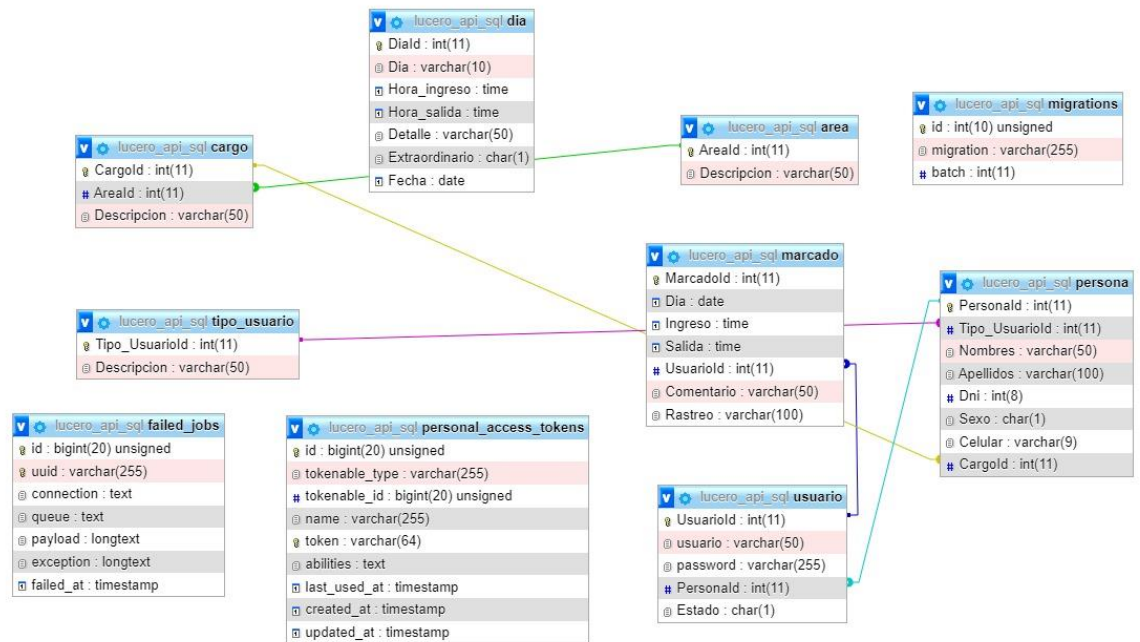 lucero_api_sql dia
DiaId : int(11)
Dia : varchar(10)
Hora_ingreso : time
Hora_salida : time
Detalle : varchar(50)
Extraordinario : char(1)
Fecha : date
lucero_api_sql migrations
id : int(10) unsigned
migration : varchar(255)
batch : int(11)
lucero_api_sql area
AreaId : int(11)
Descripcion : varchar(50)
lucero_api_sql cargo
CargoId : int(11)
# AreaId : int(11)
Descripcion : varchar(50)
lucero_api_sql marcado
MarcadoId : int(11)
Dia : date
Ingreso : time
Salida : time
# UsuarioId : int(11)
Comentario : varchar(50)
Rastreo : varchar(100)
lucero_api_sql persona
PersonaId : int(11)
# Tipo_UsuarioId : int(11)
Nombres : varchar(50)
Apellidos : varchar(100)
# Dni : int(8)
Sexo : char(1)
Celular : varchar(9)
# CargoId : int(11)
lucero_api_sql tipo_usuario
Tipo_UsuarioId : int(11)
Descripcion : varchar(50)
lucero_api_sql failed_jobs
id : bigint(20) unsigned
uuid : varchar(255)
connection : text
queue : text
payload : longtext
exception : longtext
failed_at : timestamp
lucero_api_sql personal_access_tokens
id : bigint(20) unsigned
tokenable_type : varchar(255)
# tokenable_id : bigint(20) unsigned
name : varchar(255)
token : varchar(64)
abilities : text
last_used_at : timestamp
created_at : timestamp
updated_at : timestamp
lucero_api_sql usuario
UsuarioId : int(11)
usuario : varchar(50)
password : varchar(255)
# PersonaId : int(11)
Estado : char(1)